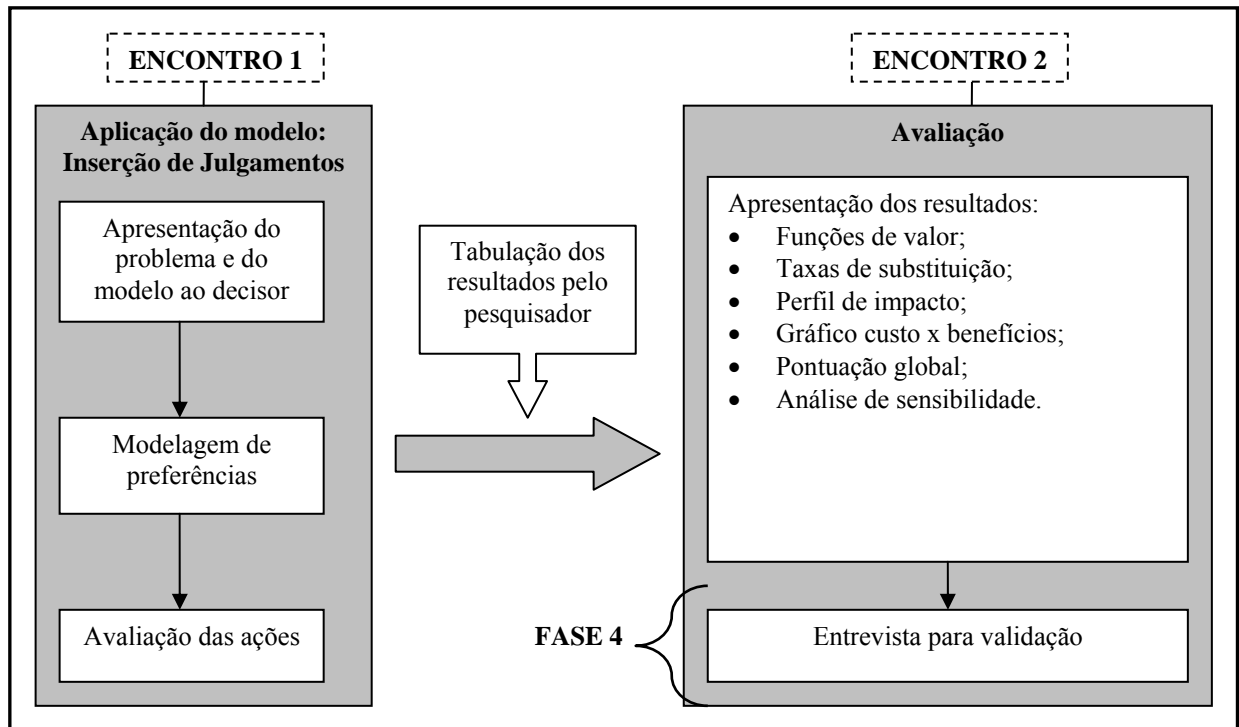 ENCONTRO 1
Aplicação do modelo:
Inserção de Julgamentos
Apresentação do
problema e do
modelo ao decisor
Modelagem de
preferências
Avaliação das ações
Tabulação dos
resultados pelo
pesquisador
ENCONTRO 2
Avaliação
Apresentação dos resultados:
• Funções de valor;
• Taxas de substituição;
• Perfil de impacto;
• Gráfico custo x benefícios;
• Pontuação global;
• Análise de sensibilidade.
FASE 4
Entrevista para validação